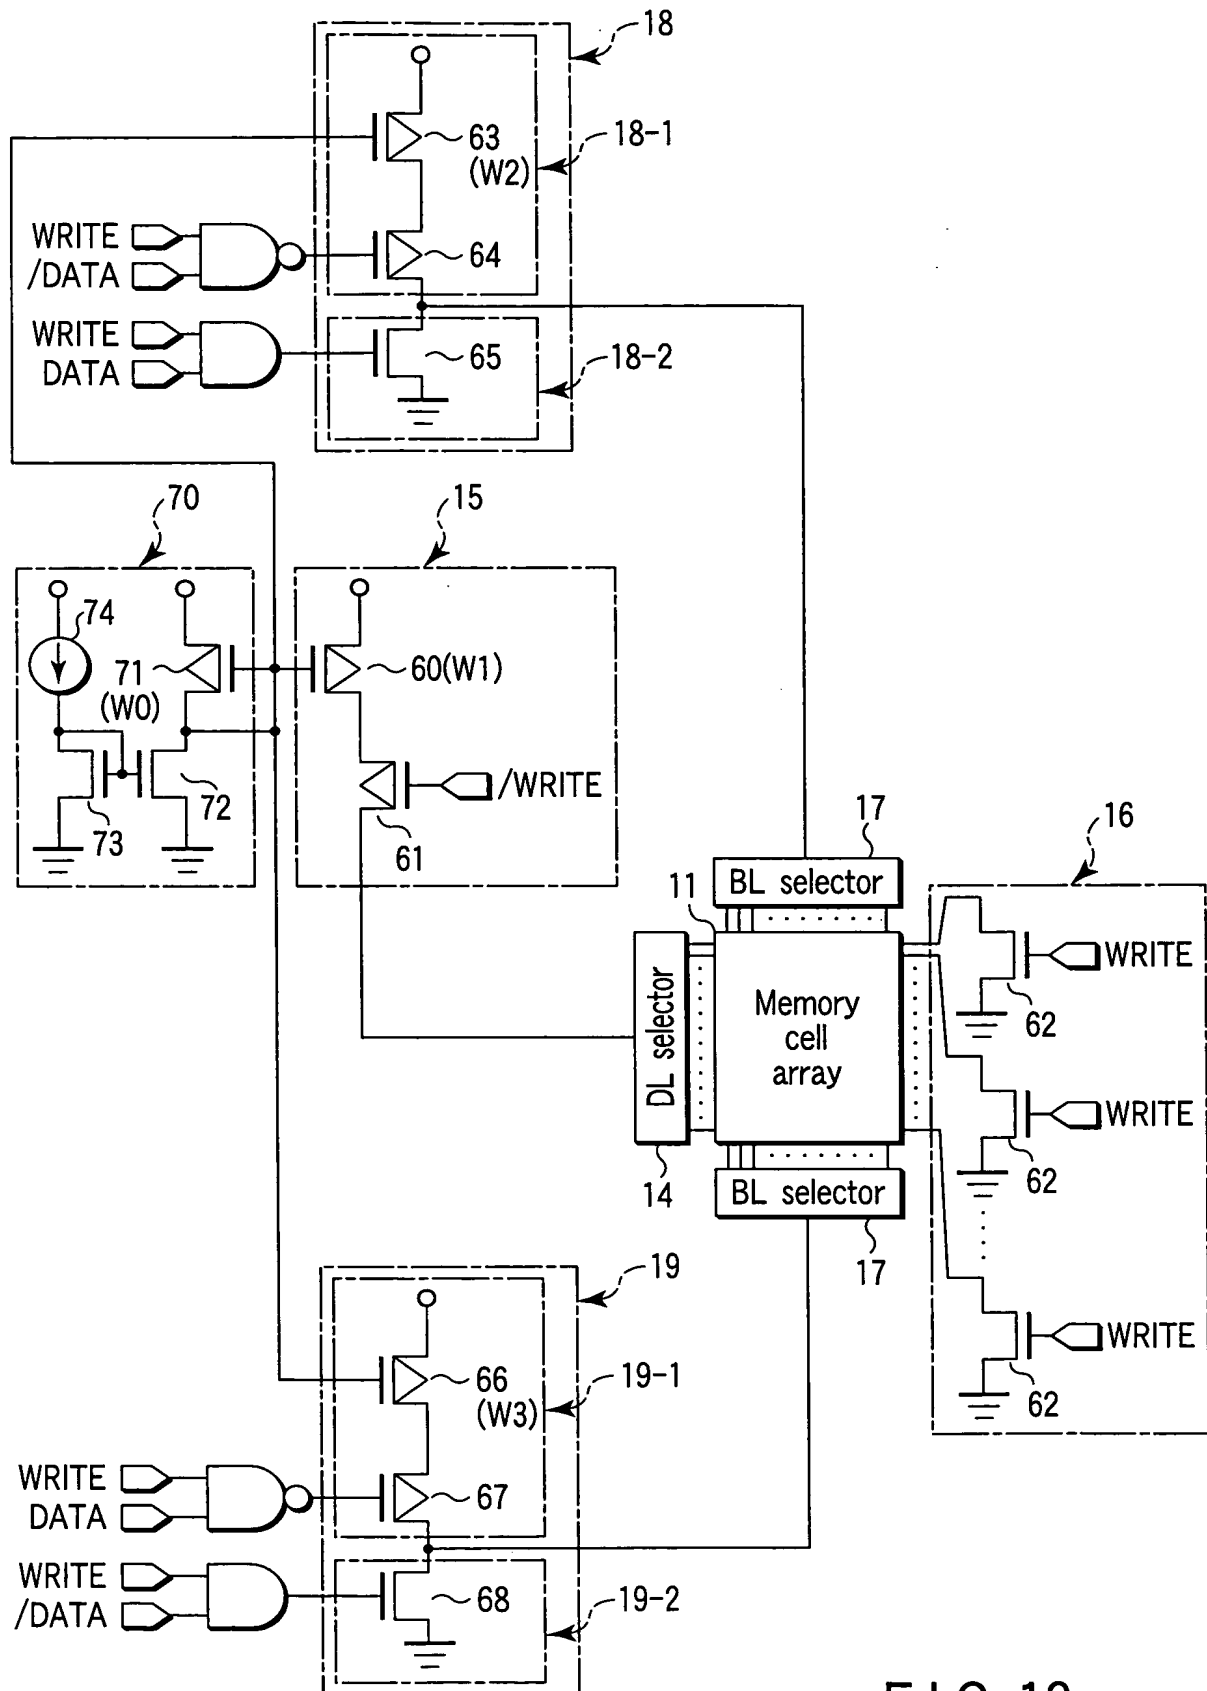 18
63
(W2)
18-1
WRITE
/DATA
64
WRITE
DATA
65
18-2
70
15
74
71
(W0)
60(W1)
72
/WRITE
73
61
17
16
BL selector
11
WRITE
DL selector
Memory
cell
array
62
WRITE
62
14
BL selector
17
19
WRITE
66
(W3)
19-1
62
WRITE
DATA
67
WRITE
/DATA
68
19-2